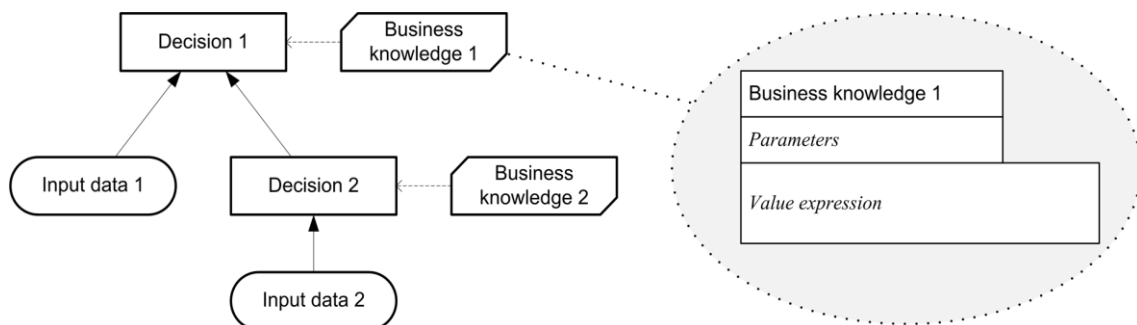 Decision 1
Business
knowledge 1
Business knowledge 1
Parameters
Value expression
Input data 1
Decision 2
Business
knowledge 2
Input data 2